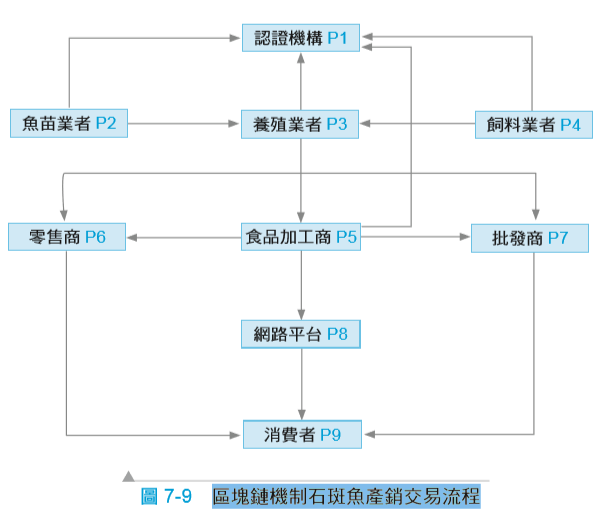 認證機構 P1
魚苗業者 P2
養殖業者 P3
飼料業者 P4
零售商 P6
食品加工商 P5
批發商 P7
網路平台 P8
消費者 P9
圖 7-9 區塊鏈機制石斑魚產銷交易流程